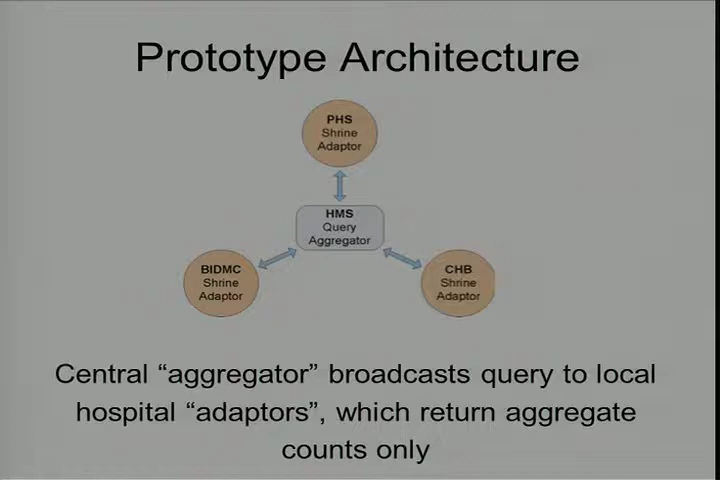 Prototype Architecture
PHS
Shrine
Adaptor
HMS
Query
Aggregator
BIDMC
Shrine
Adaptor
CHB
Shrine
Adaptor
Central “aggregator” broadcasts query to local
hospital “adaptors”, which return aggregate
counts only